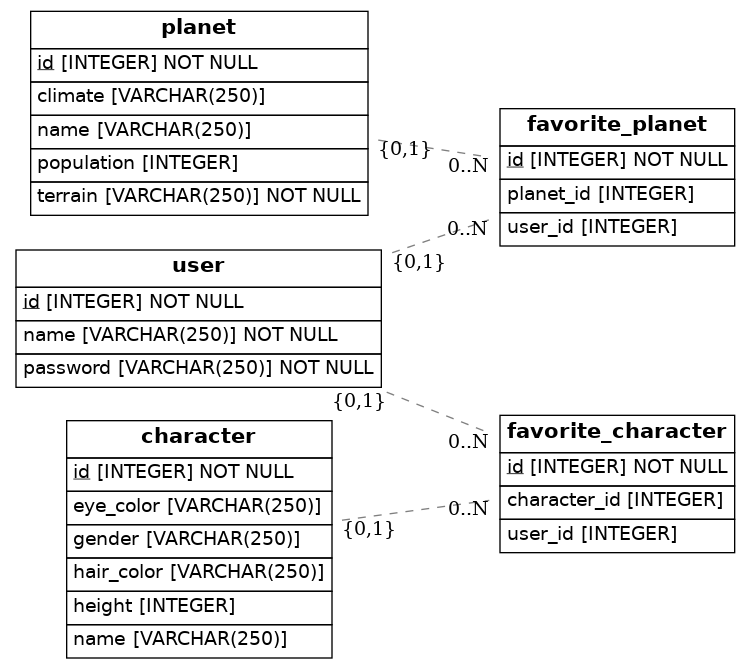 planet
id [INTEGER] NOT NULL
climate [VARCHAR(250)]
name [VARCHAR(250)]
population [INTEGER]
terrain [VARCHAR(250)] NOT NULL
{0,1}
0..N
favorite_planet
id [INTEGER] NOT NULL
planet_id [INTEGER]
user_id [INTEGER]
0..N
{0,1}
user
id [INTEGER] NOT NULL
name [VARCHAR(250)] NOT NULL
password [VARCHAR(250)] NOT NULL
{0,1}
0..N
favorite_character
id [INTEGER] NOT NULL
character_id [INTEGER]
user_id [INTEGER]
0..N
{0,1}
character
id [INTEGER] NOT NULL
eye_color [VARCHAR(250)]
gender [VARCHAR(250)]
hair_color [VARCHAR(250)]
height [INTEGER]
name [VARCHAR(250)]